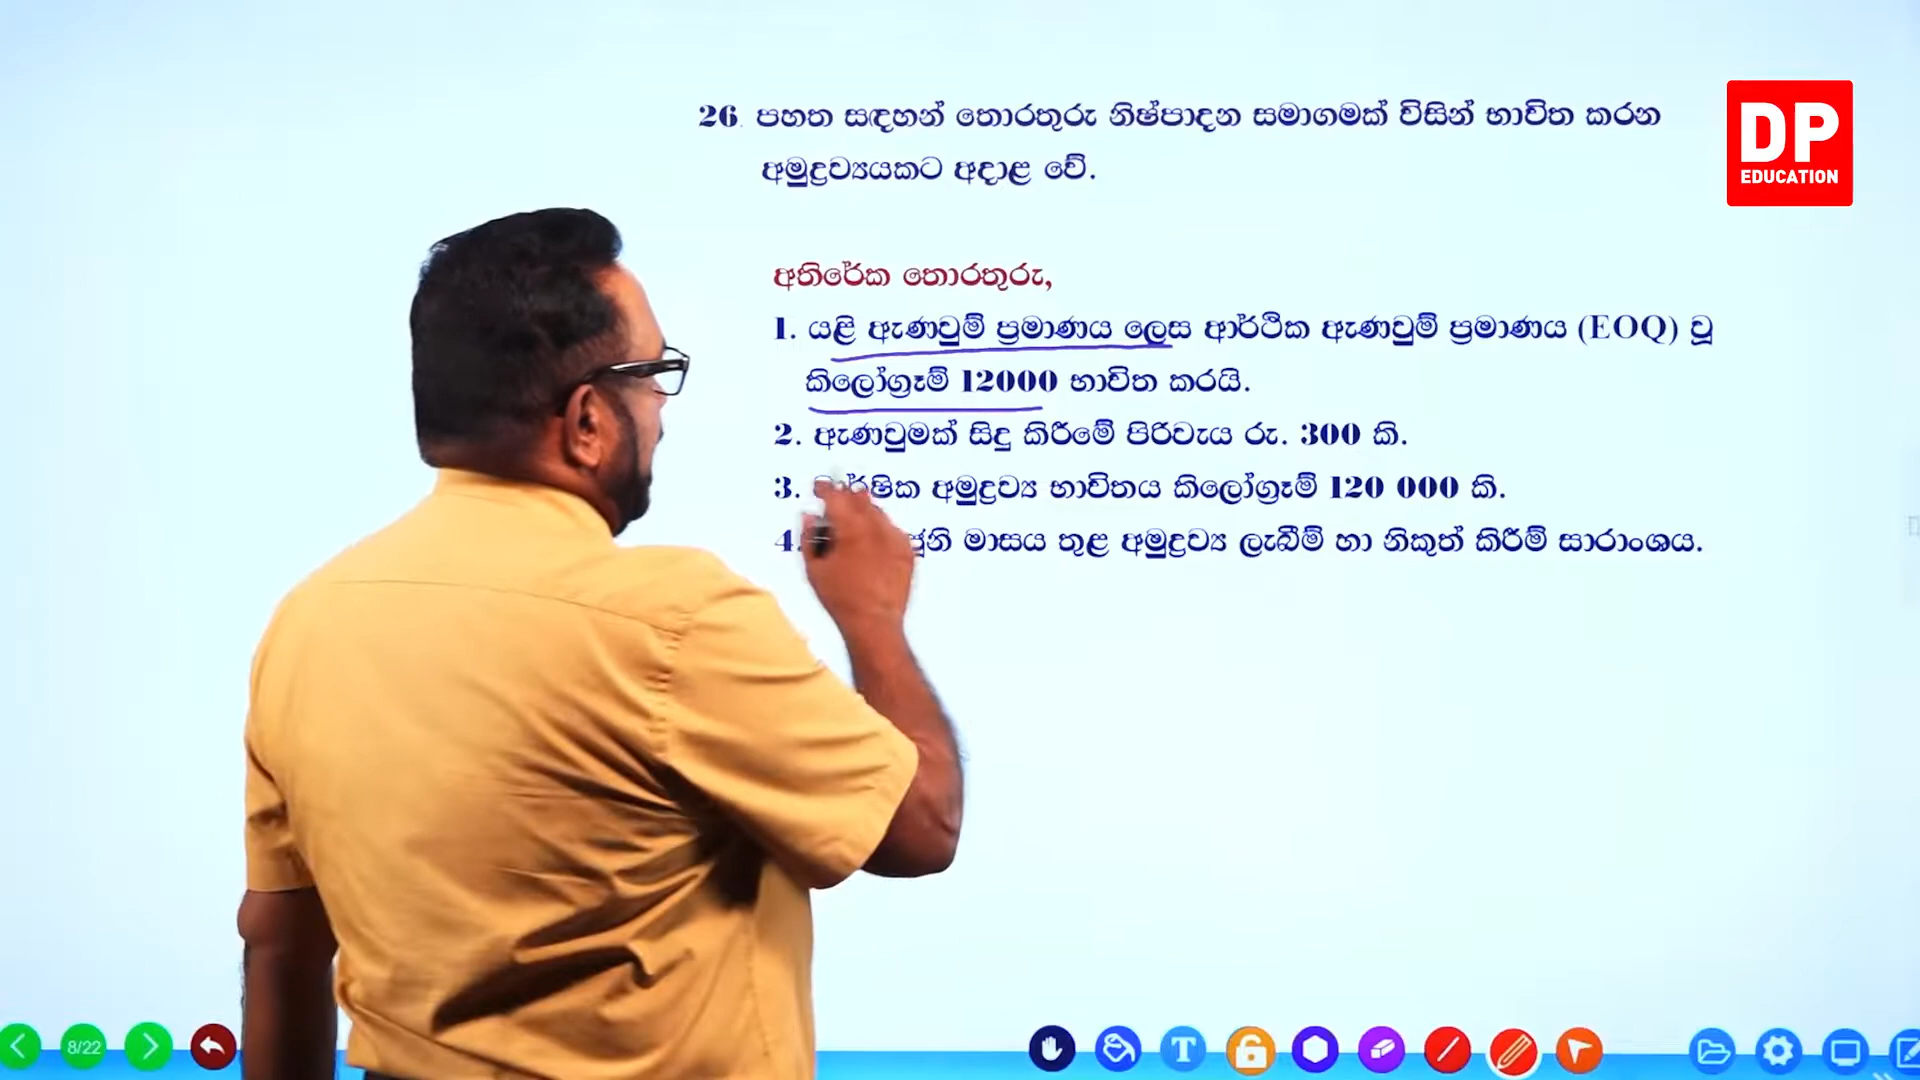 26. පහත සඳහන් තොරතුරු නිෂ්පාදන සමාගමක් විසින් භාවිත කරන
අමුද්‍රව්‍යයකට අදාළ වේ.
DP
EDUCATION
අතිරේක තොරතුරු,
1. යළි ඇණවුම් ප්‍රමාණය ලෙස ආර්ථික ඇණවුම් ප්‍රමාණය (EOQ) වූ
කිලෝග්‍රෑම් 12000 භාවිත කරයි.
2. ඇණවුමක් සිදු කිරීමේ පිරිවැය රු. 300 කි.
3. වාර්ෂික අමුද්‍රව්‍ය භාවිතය කිලෝග්‍රෑම් 120 000 කි.
4. ජූනි මාසය තුළ අමුද්‍රව්‍ය ලැබීම් හා නිකුත් කිරීම් සාරාංශය.
8/22
T